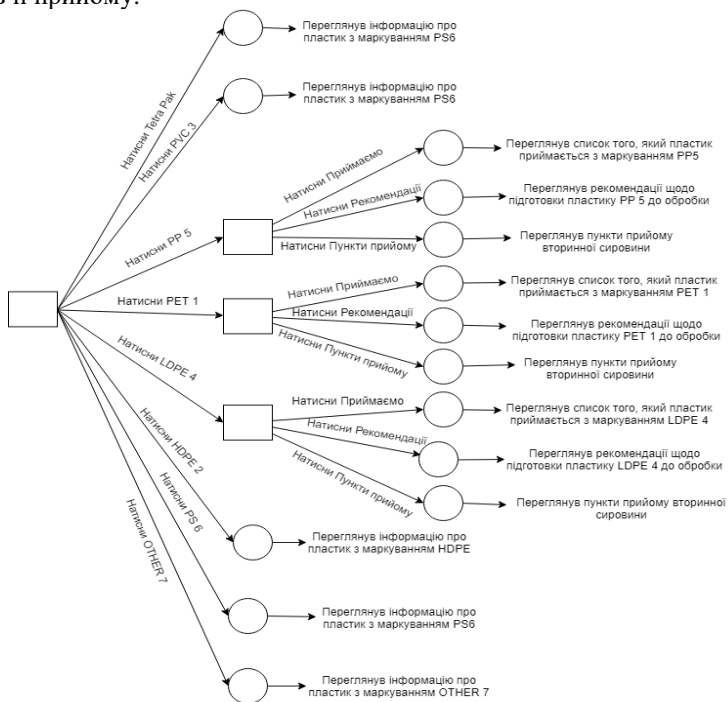 Переглянув інформацію про
пластик з маркуванням PS6
Натисни Tetra Pak
Переглянув інформацію про
пластик з маркуванням PS6
Натисни PVC 3
Натисни PP 5
Натисни Приймаємо
Переглянув список того, який пластик
приймається з маркуванням PP5
Натисни Рекомендації
Переглянув рекомендації щодо
підготовки пластику PP 5 до обробки
Натисни Пункти прийому
Переглянув пункти прийому
вторинної сировини
Натисни PET 1
Натисни Приймаємо
Переглянув список того, який пластик
приймається з маркуванням PET 1
Натисни Рекомендації
Переглянув рекомендації щодо
підготовки пластику PET 1 до обробки
Натисни Пункти прийому
Переглянув пункти прийому
вторинної сировини
Натисни LDPE 4
Натисни Приймаємо
Переглянув список того, який пластик
приймається з маркуванням LDPE 4
Натисни Рекомендації
Переглянув рекомендації щодо
підготовки пластику LDPE 4 до обробки
Натисни Пункти прийому
Переглянув пункти прийому вторинної
сировини
Натисни HDPE 2
Переглянув інформацію про
пластик з маркуванням HDPE
Натисни PS 6
Переглянув інформацію про
пластик з маркуванням PS6
Натисни OTHER 7
Переглянув інформацію про
пластик з маркуванням OTHER 7